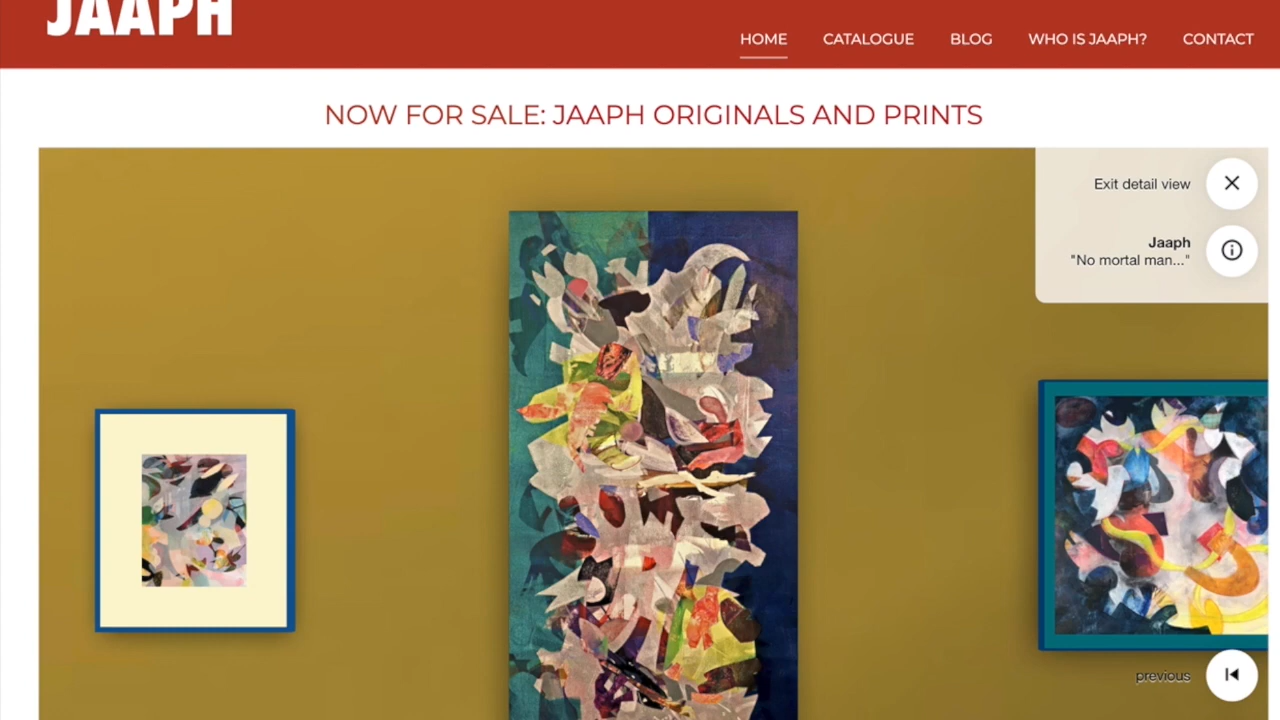 JAAPH
HOME CATALOGUE BLOG WHO IS JAAPH? CONTACT
NOW FOR SALE: JAAPH ORIGINALS AND PRINTS
Exit detail view
Jaaph
"No mortal man..."
previous